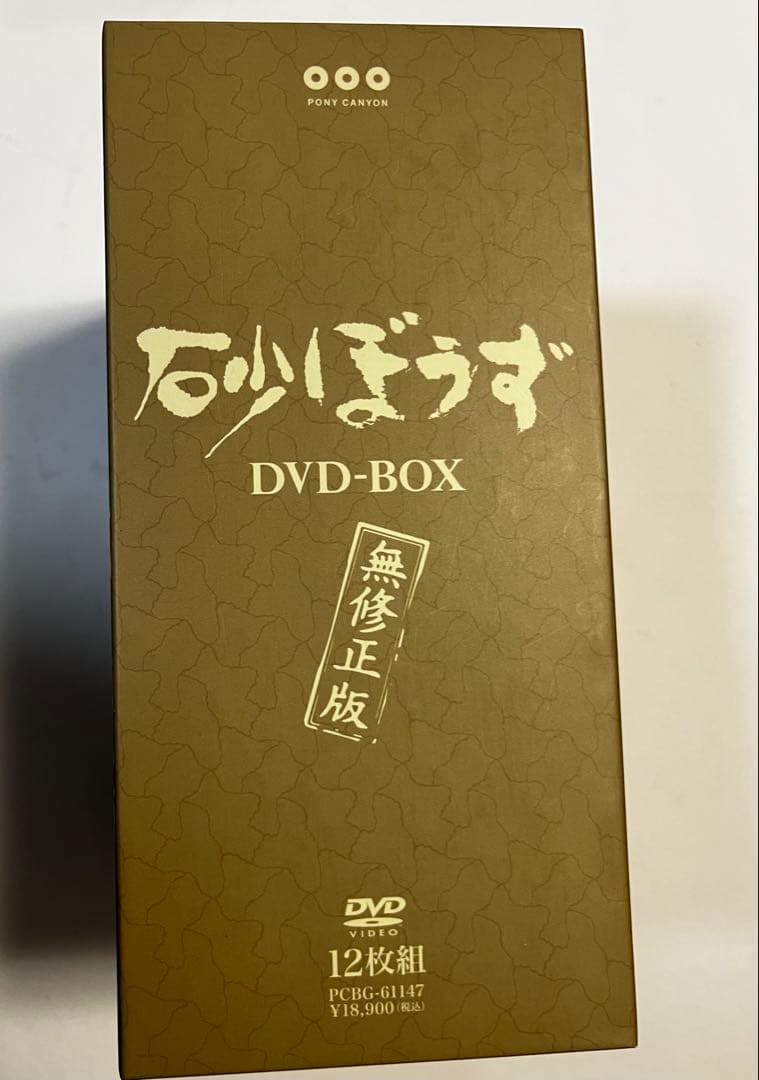 PONY CANYON
砂ぼうず
DVD-BOX
無修正版
DVD
VIDEO
12枚組
PCBG-61147
¥18,900(税込)